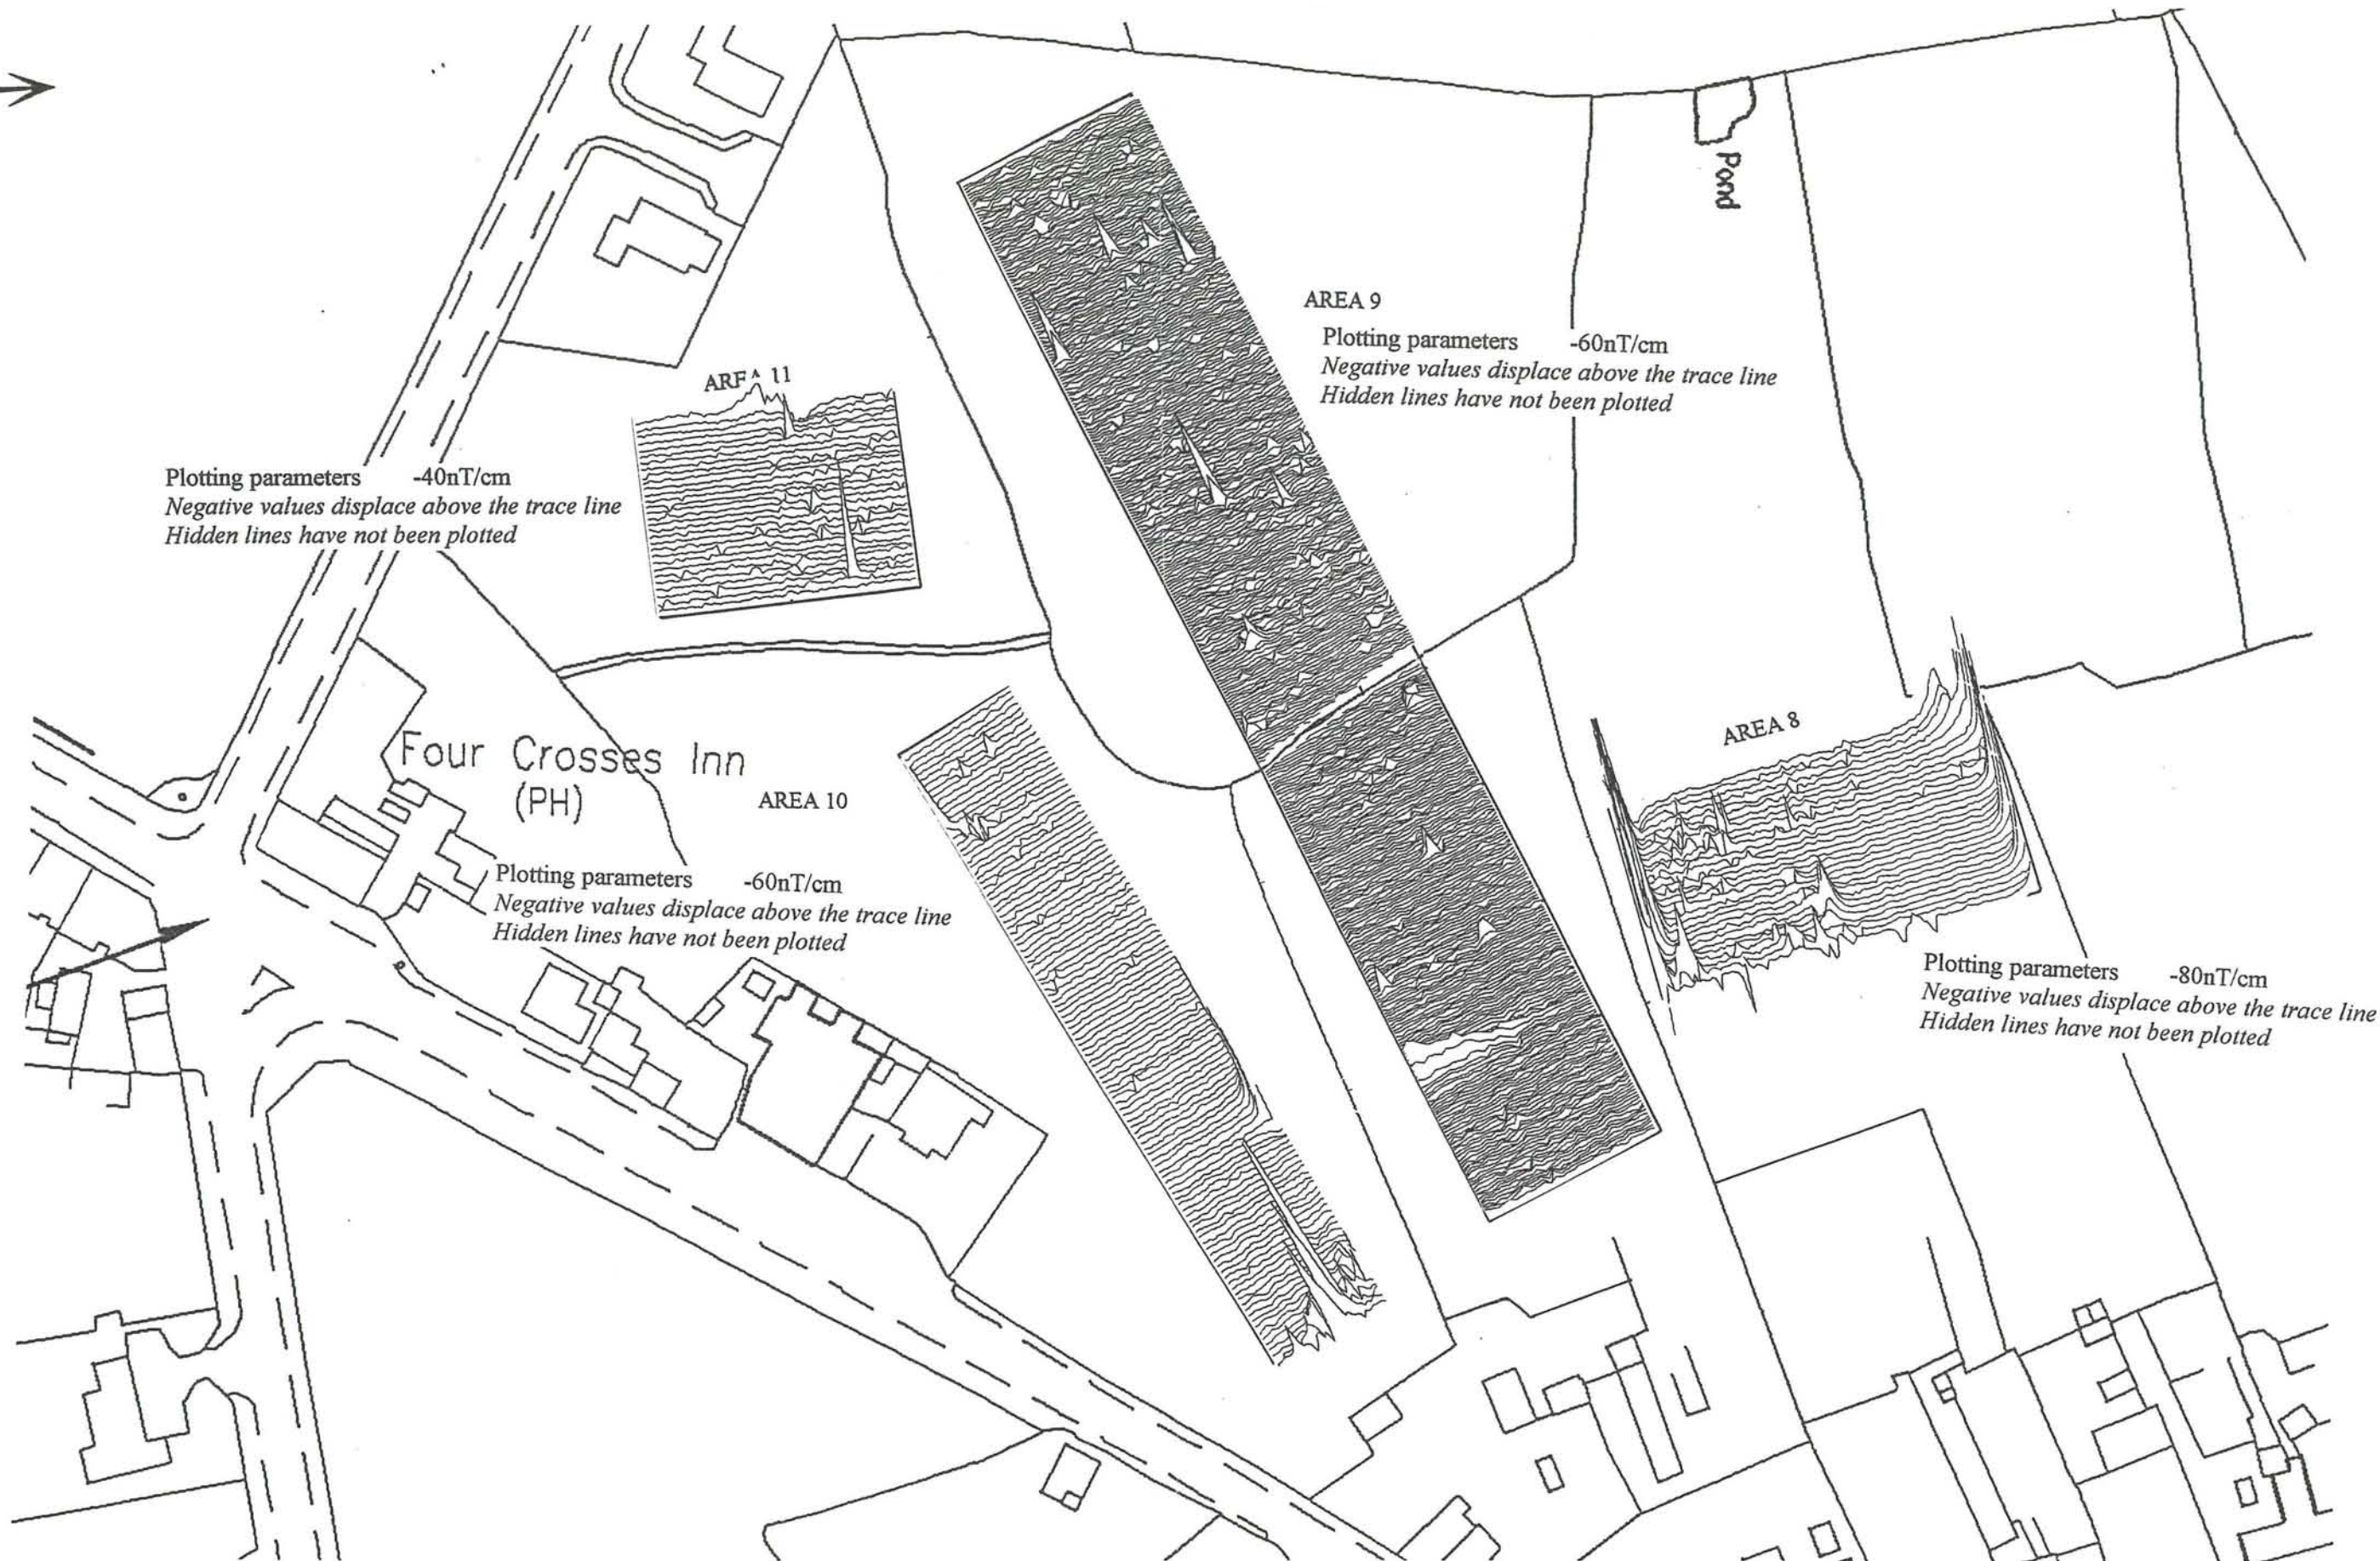 Pond
AREA 9
Plotting parameters -60nT/cm
Negative values displace above the trace line
Hidden lines have not been plotted
AREA 11
Plotting parameters -40nT/cm
Negative values displace above the trace line
Hidden lines have not been plotted
Four Crosses Inn
(PH)
AREA 10
Plotting parameters -60nT/cm
Negative values displace above the trace line
Hidden lines have not been plotted
AREA 8
Plotting parameters -80nT/cm
Negative values displace above the trace line
Hidden lines have not been plotted